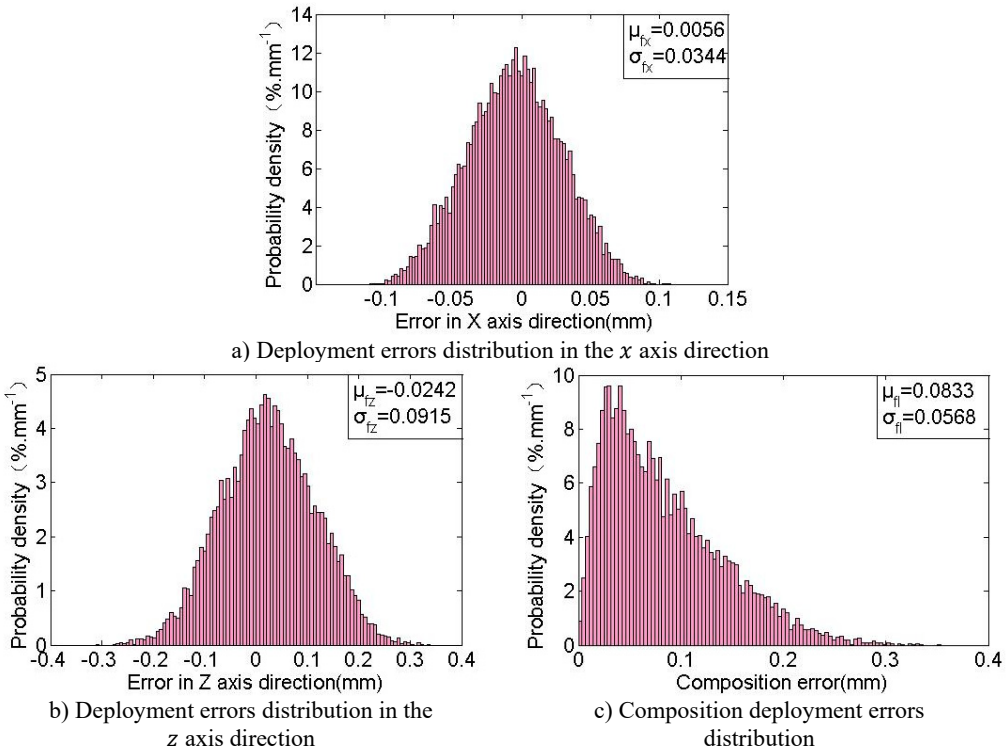 14
12
10
8
6
4
2
0
Probability density（%.mm-1）
μfx=0.0056
σfx=0.0344
-0.1 -0.05 0 0.05 0.1 0.15
Error in X axis direction(mm)
a) Deployment errors distribution in the x axis direction
5
4
3
2
1
0
Probability density（%.mm-1）
μfz=-0.0242
σfz=0.0915
-0.4 -0.3 -0.2 -0.1 0 0.1 0.2 0.3 0.4
Error in Z axis direction(mm)
b) Deployment errors distribution in the
z axis direction
10
8
6
4
2
0
Probability density（%.mm-1）
μfl=0.0833
σfl=0.0568
0 0.1 0.2 0.3 0.4
Composition error(mm)
c) Composition deployment errors
distribution